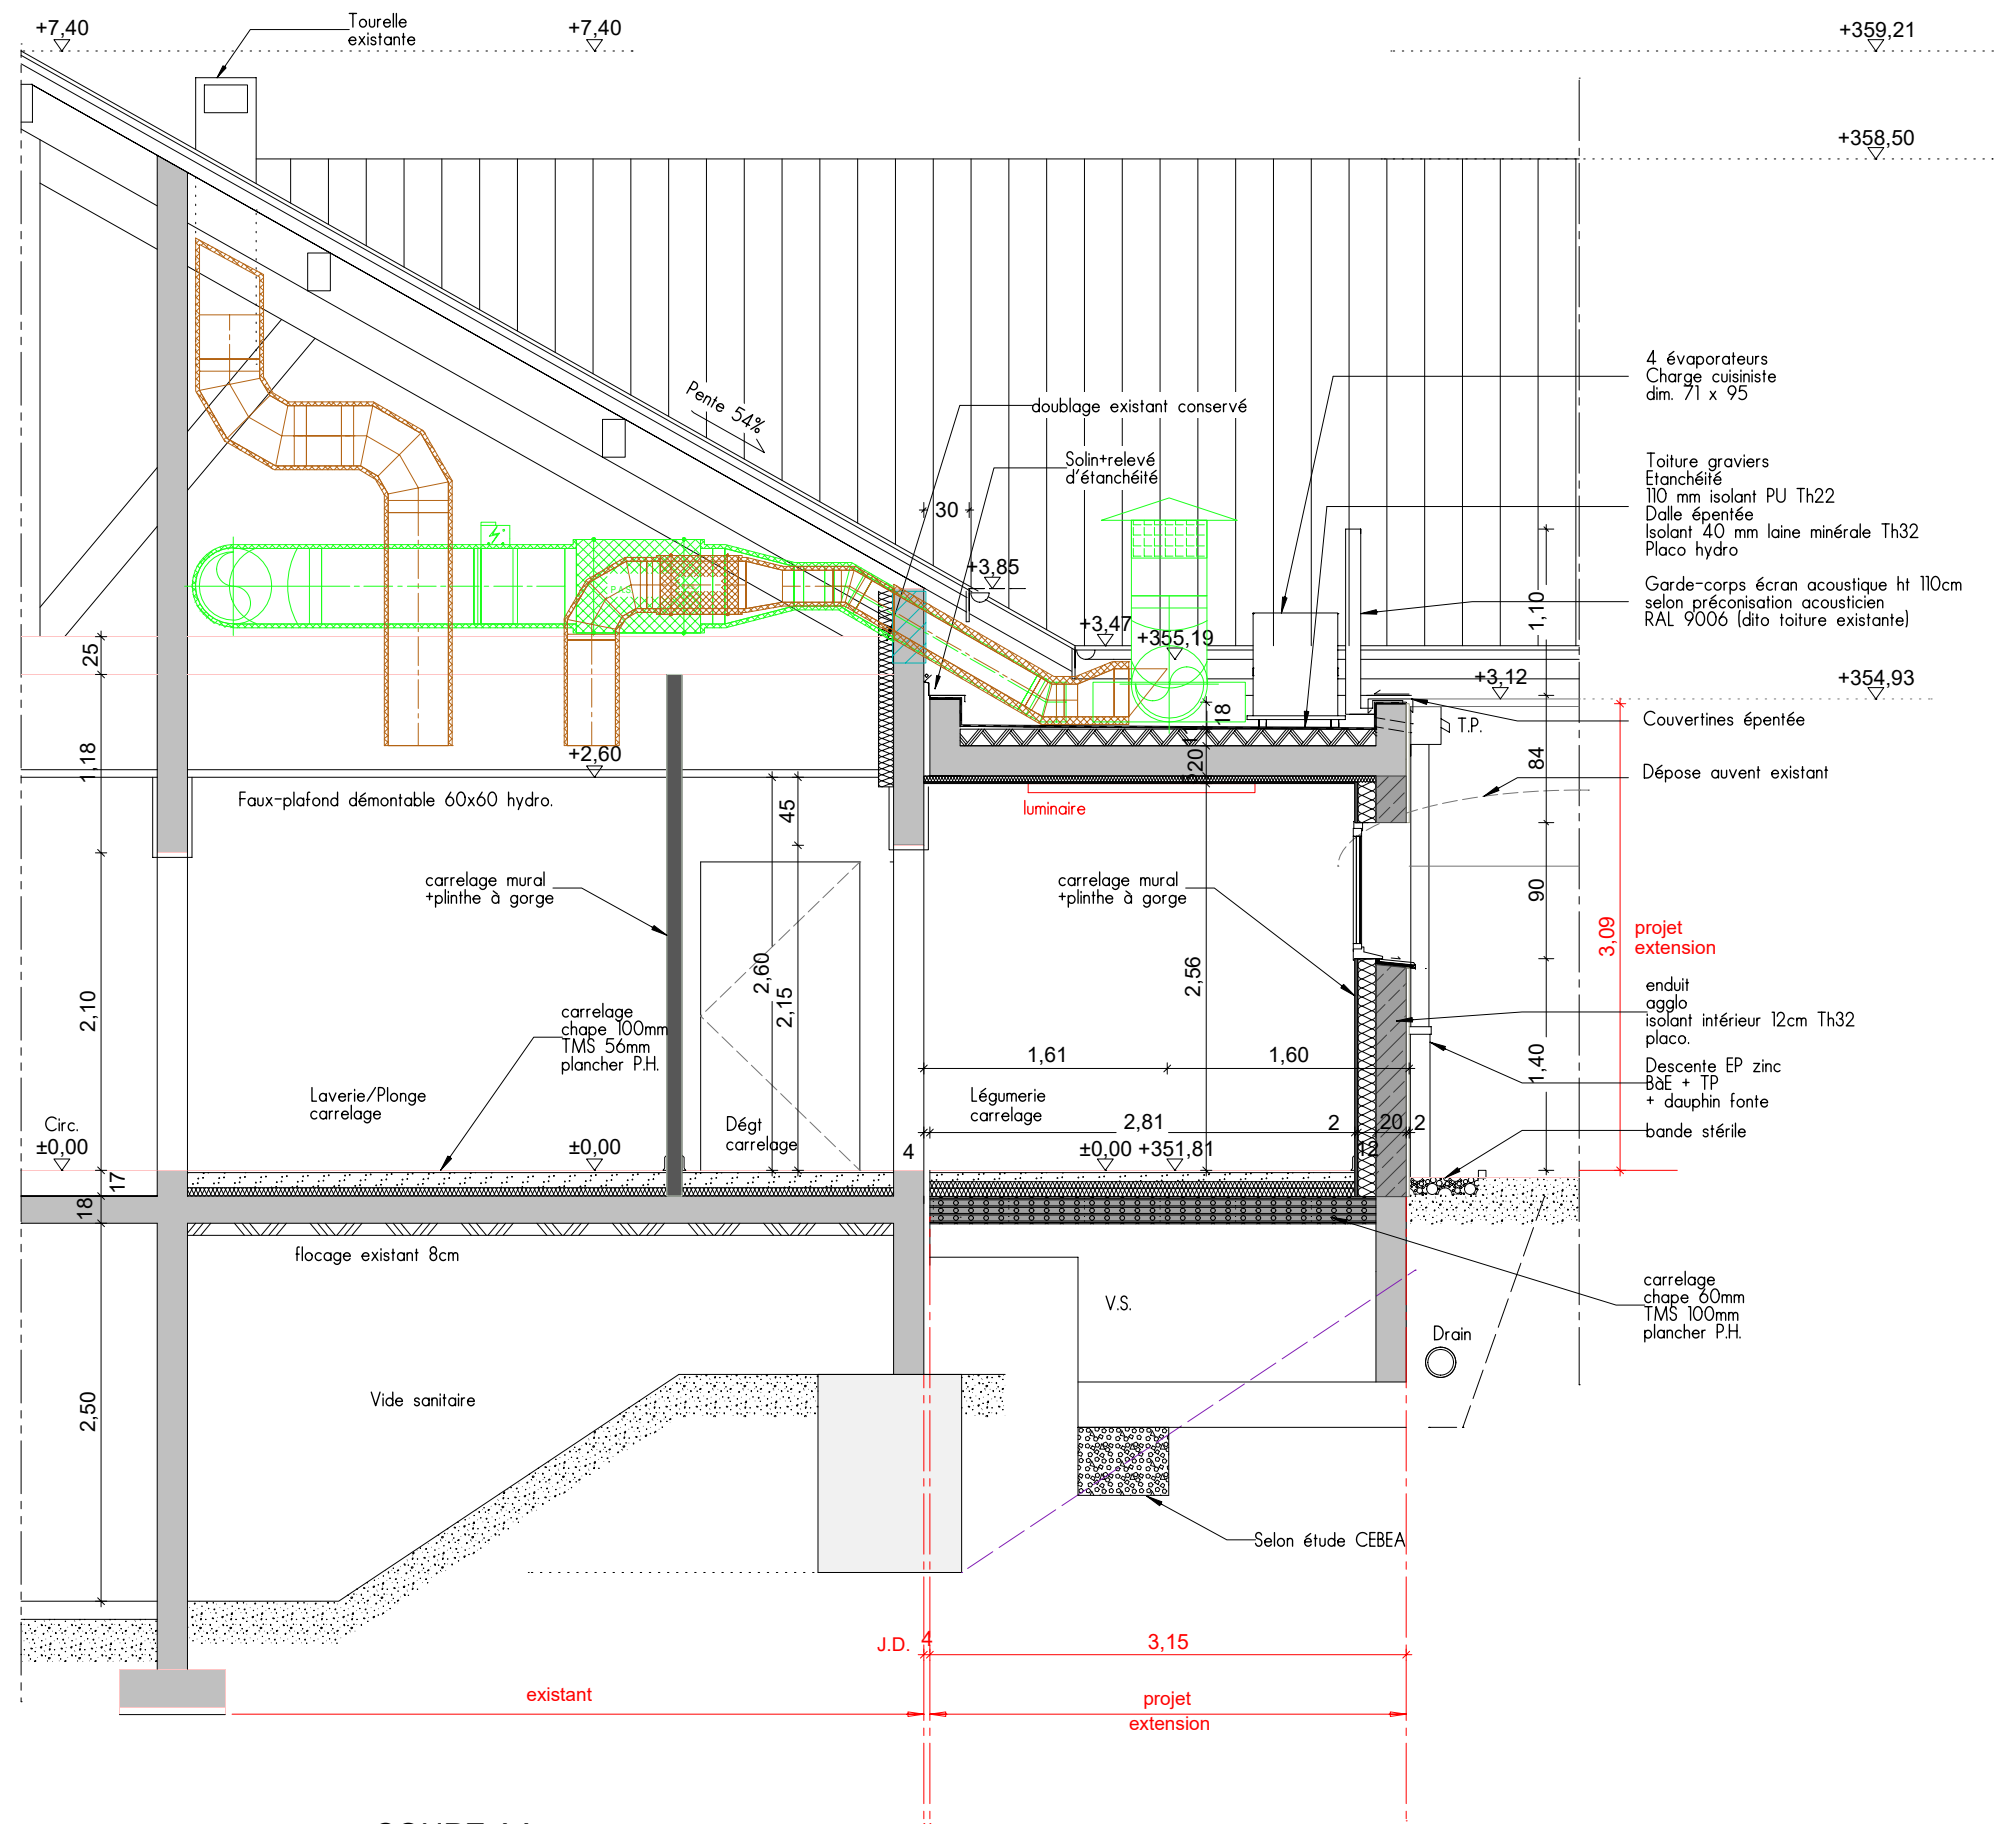 +7,40
Tourelle
existante
+7,40
+359,21
+358,50
4 évaporateurs
Charge cuisiniste
dim. 71 x 95
Pente 54%
doublage existant conservé
Solin+relevé
d'étanchéité
Toiture graviers
Etanchéité
110 mm isolant PU Th22
Dalle épentée
Isolant 40 mm laine minérale Th32
Placo hydro
30
+3,85
Garde-corps écran acoustique ht 110cm
selon préconisation acousticien
RAL 9006 (dito toiture existante)
1,10
+3,47
+355,19
25
+3,12
+354,93
18
T.P.
Couvertines épentée
1,18
+2,60
20
84
Dépose auvent existant
Faux-plafond démontable 60x60 hydro.
45
luminaire
carrelage mural
+plinthe à gorge
carrelage mural
+plinthe à gorge
90
3,09
projet
extension
2,60
2,15
2,56
2,10
carrelage
chape 100mm
TMS 56mm
plancher P.H.
enduit
agglo
isolant intérieur 12cm Th32
placo.
1,61
1,60
1,40
Descente EP zinc
BàE + TP
+ dauphin fonte
Laverie/Plonge
carrelage
Légumerie
carrelage
Circ.
±0,00
±0,00
Dégt
carrelage
4
2,81
2
20
2
12
bande stérile
±0,00 +351,81
17
18
flocage existant 8cm
carrelage
chape 60mm
TMS 100mm
plancher P.H.
V.S.
Drain
Vide sanitaire
2,50
Selon étude CEBEA
J.D.
4
3,15
existant
projet
extension